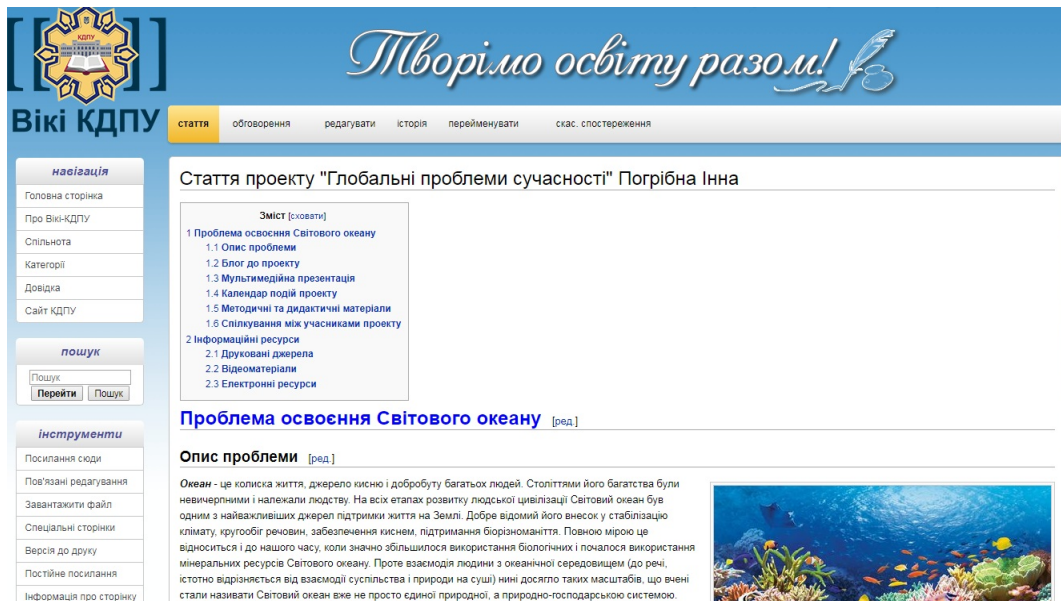 КДПУ
Творімо освіту разом!
Вікі КДПУ
стаття обговорення редагувати історія перейменувати скас. спостереження
навігація
Головна сторінка
Про Вікі-КДПУ
Спільнота
Категорії
Довідка
Сайт КДПУ
пошук
Пошук
Перейти Пошук
інструменти
Посилання сюди
Пов'язані редагування
Завантажити файл
Спеціальні сторінки
Версія до друку
Постійне посилання
Інформація про сторінку
Стаття проекту "Глобальні проблеми сучасності" Погрібна Інна
Зміст [сховати]
1 Проблема освоєння Світового океану
1.1 Опис проблеми
1.2 Блог до проекту
1.3 Мультимедійна презентація
1.4 Календар подій проекту
1.5 Методичні та дидактичні матеріали
1.6 Спілкування між учасниками проекту
2 Інформаційні ресурси
2.1 Друковані джерела
2.2 Відеоматеріали
2.3 Електронні ресурси
Проблема освоєння Світового океану [ред.]
Опис проблеми [ред.]
Океан - це колиска життя, джерело кисню і добробуту багатьох людей. Століттями його багатства були
невичерпними і належали людству. На всіх етапах розвитку людської цивілізації Світовий океан був
одним з найважливіших джерел підтримки життя на Землі. Добре відомий його внесок у стабілізацію
клімату, кругообіг речовин, забезпечення киснем, підтримання біорізноманіття. Повною мірою це
відноситься і до нашого часу, коли значно збільшилося використання біологічних і почалося використання
мінеральних ресурсів Світового океану. Проте взаємодія людини з океанічної середовищем (до речі,
істотно відрізняється від взаємодії суспільства і природи на суші) нині досягло таких масштабів, що вчені
стали називати Світовий океан вже не просто єдиної природної, а природно-господарською системою.